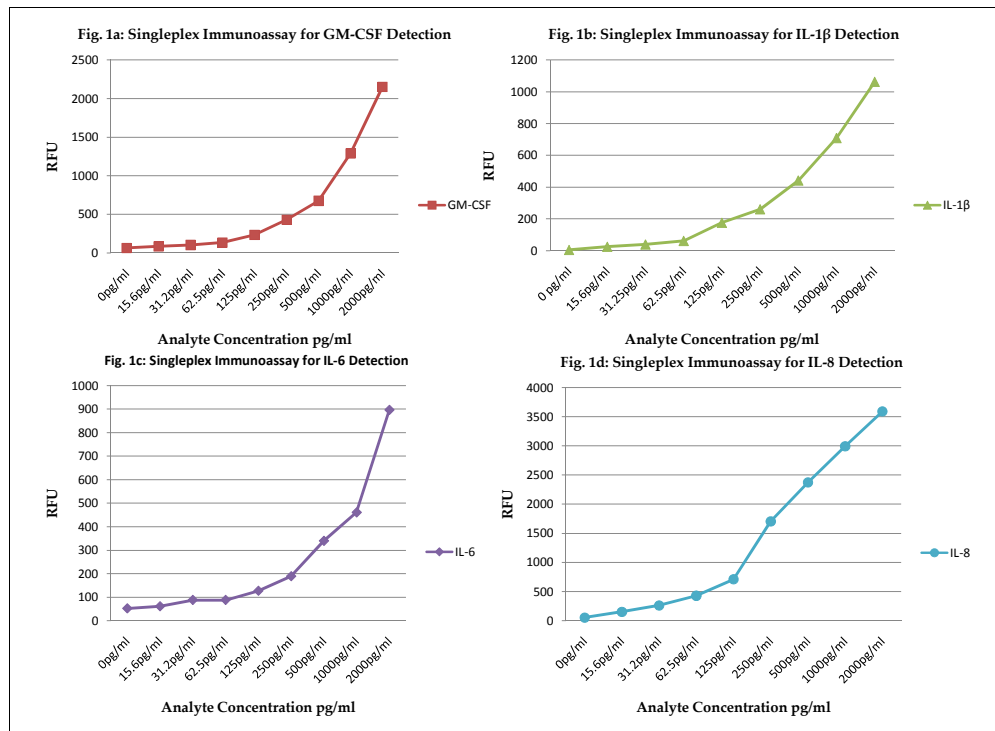 Fig. 1a: Singleplex Immunoassay for GM-CSF Detection
2500
2000
1500
1000
500
0
RFU
GM-CSF
0pg/ml
15.6pg/ml
31.2pg/ml
62.5pg/ml
125pg/ml
250pg/ml
500pg/ml
1000pg/ml
2000pg/ml
Analyte Concentration pg/ml
Fig. 1b: Singleplex Immunoassay for IL-1β Detection
1200
1000
800
600
400
200
0
RFU
IL-1β
0 pg/ml
15.6pg/ml
31.25pg/ml
62.5pg/ml
125pg/ml
250pg/ml
500pg/ml
1000pg/ml
2000pg/ml
Analyte Concentration pg/ml
Fig. 1c: Singleplex Immunoassay for IL-6 Detection
1000
900
800
700
600
500
400
300
200
100
0
RFU
IL-6
0pg/ml
15.6pg/ml
31.2pg/ml
62.5pg/ml
125pg/ml
250pg/ml
500pg/ml
1000pg/ml
2000pg/ml
Analyte Concentration pg/ml
Fig. 1d: Singleplex Immunoassay for IL-8 Detection
4000
3500
3000
2500
2000
1500
1000
500
0
RFU
IL-8
0pg/ml
15.6pg/ml
31.2pg/ml
62.5pg/ml
125pg/ml
250pg/ml
500pg/ml
1000pg/ml
2000pg/ml
Analyte Concentration pg/ml